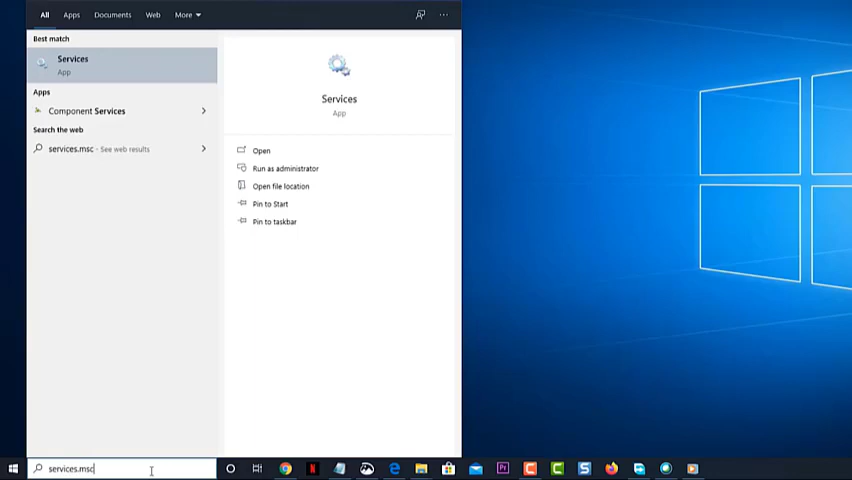 All Apps Documents Web More
Best match
Services
App
Apps
Component Services
Search the web
services.msc - See web results
Services
App
Open
Run as administrator
Open file location
Pin to Start
Pin to taskbar
services.msc